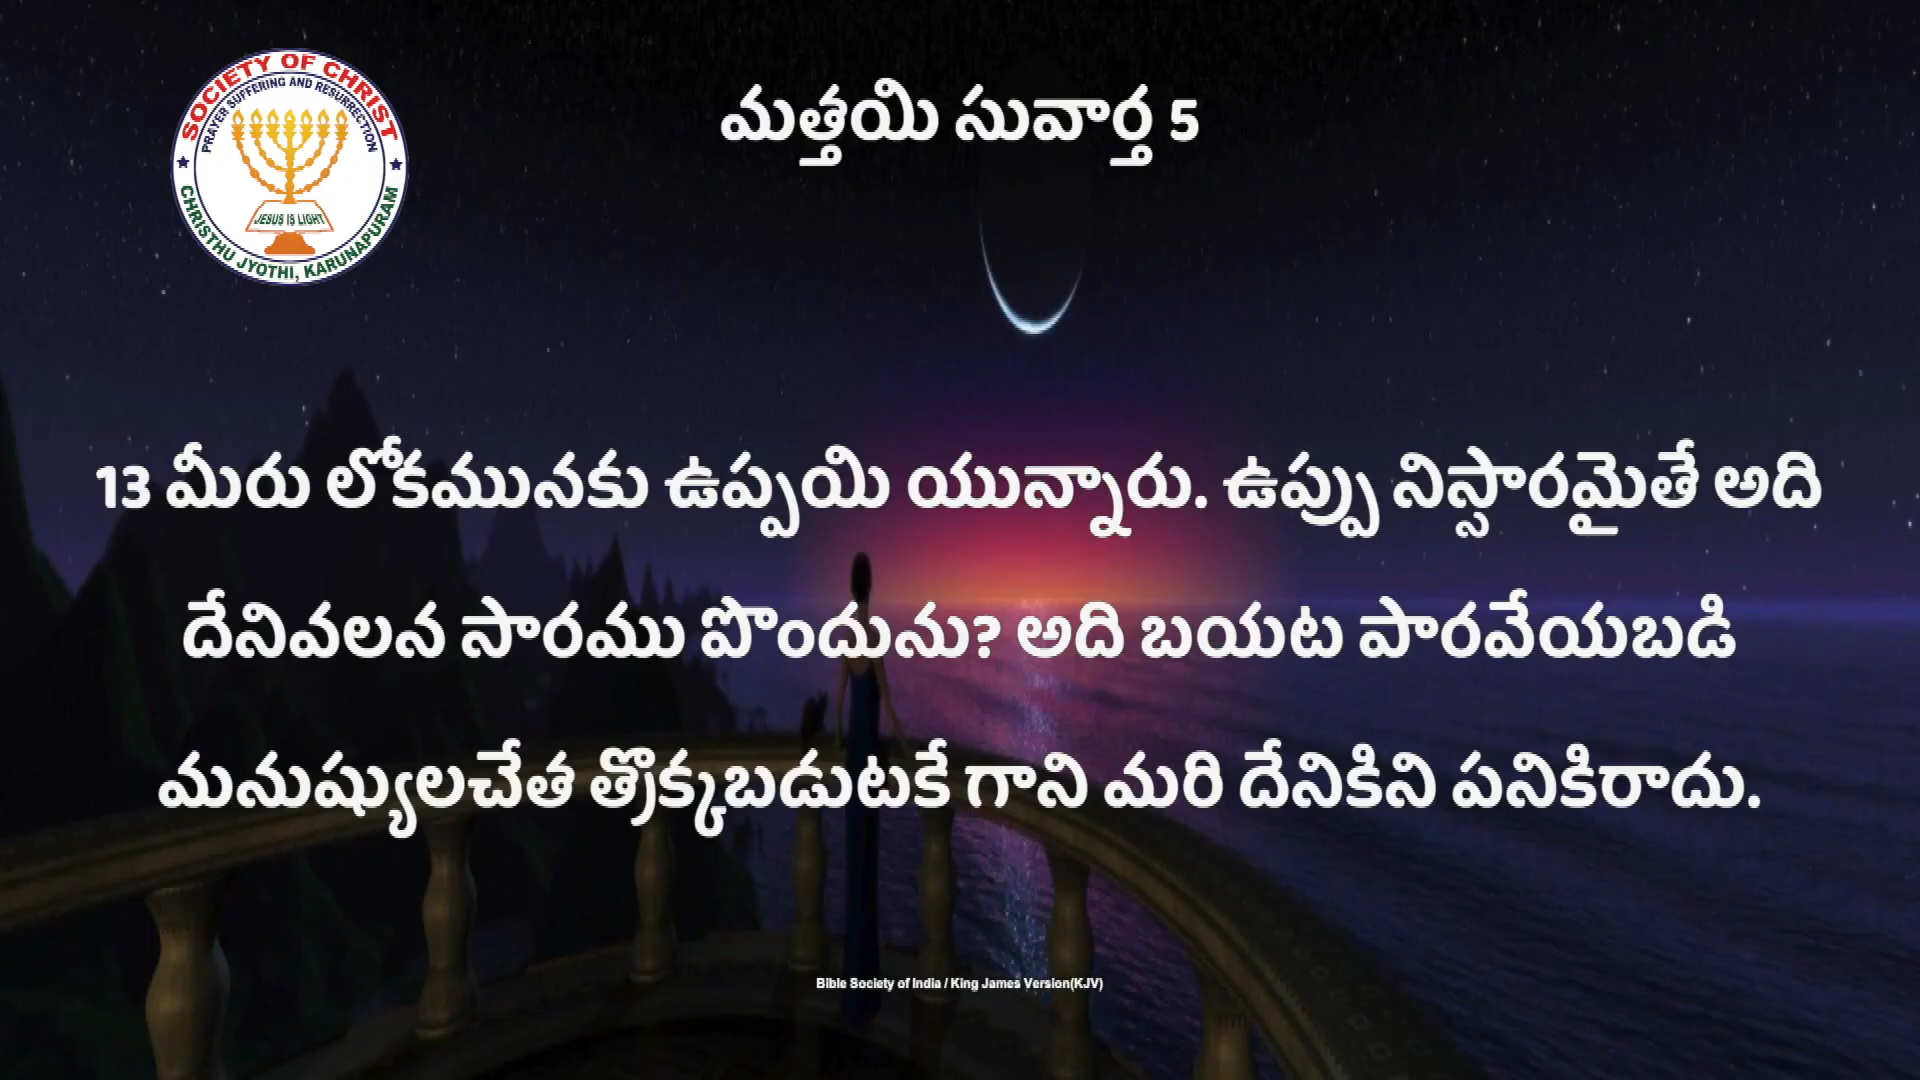 SOCIETY OF CHRIST
PRAYER SUFFERING AND RESURRECTION
JESUS IS LIGHT
CHRISTHU JYOTHI, KARUNAPURAM
మత్తయి సువార్త 5
13 మీరు లోకమునకు ఉప్పయి యున్నారు. ఉప్పు నిస్సారమైతే అది
దేనివలన సారము పొందును? అది బయట పారవేయబడి
మనుష్యులచేత త్రొక్కబడుటకే గాని మరి దేనికిని పనికిరాదు.
Bible Society of India / King James Version(KJV)